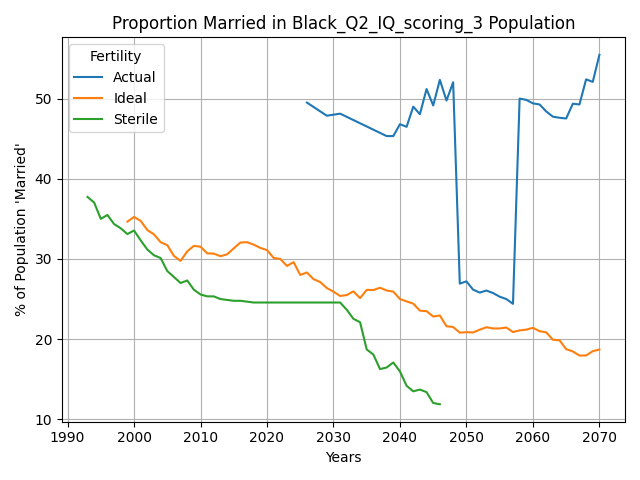 Proportion Married in Black_Q2_IQ_scoring_3 Population
Fertility
Actual
Ideal
Sterile
% of Population 'Married'
50
40
30
20
10
1990
2000
2010
2020
2030
2040
2050
2060
2070
Years